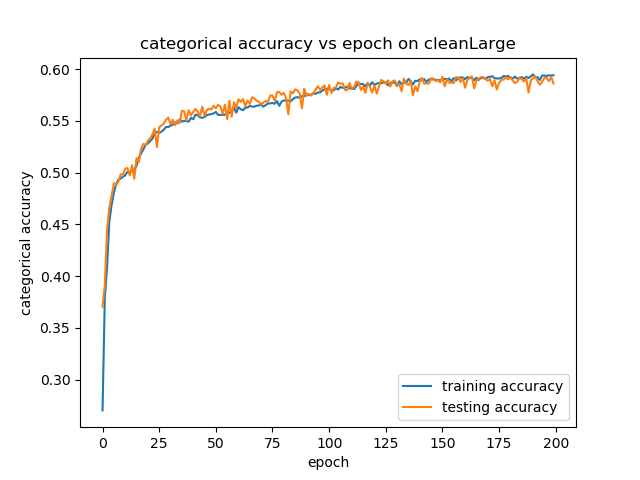 categorical accuracy vs epoch on cleanLarge
0.60
0.55
0.50
0.45
0.40
0.35
0.30
categorical accuracy
0 25 50 75 100 125 150 175 200
epoch
training accuracy
testing accuracy